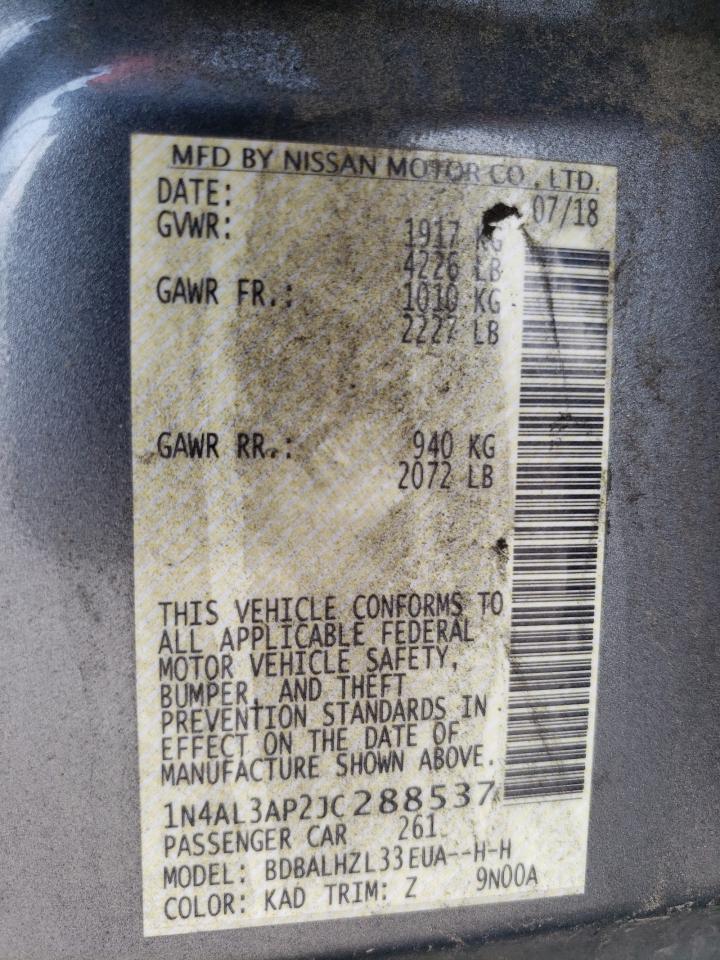 MFD BY NISSAN MOTOR CO., LTD.
DATE: 07/18
GVWR: 1917 KG
4226 LB
GAWR FR.: 1010 KG
2227 LB
GAWR RR.: 940 KG
2072 LB
THIS VEHICLE CONFORMS TO
ALL APPLICABLE FEDERAL
MOTOR VEHICLE SAFETY,
BUMPER, AND THEFT
PREVENTION STANDARDS IN
EFFECT ON THE DATE OF
MANUFACTURE SHOWN ABOVE.
1N4AL3AP2JC288537
PASSENGER CAR 261
MODEL: BDBALHZL33EUA--H-H
COLOR: KAD TRIM: Z 9N00A